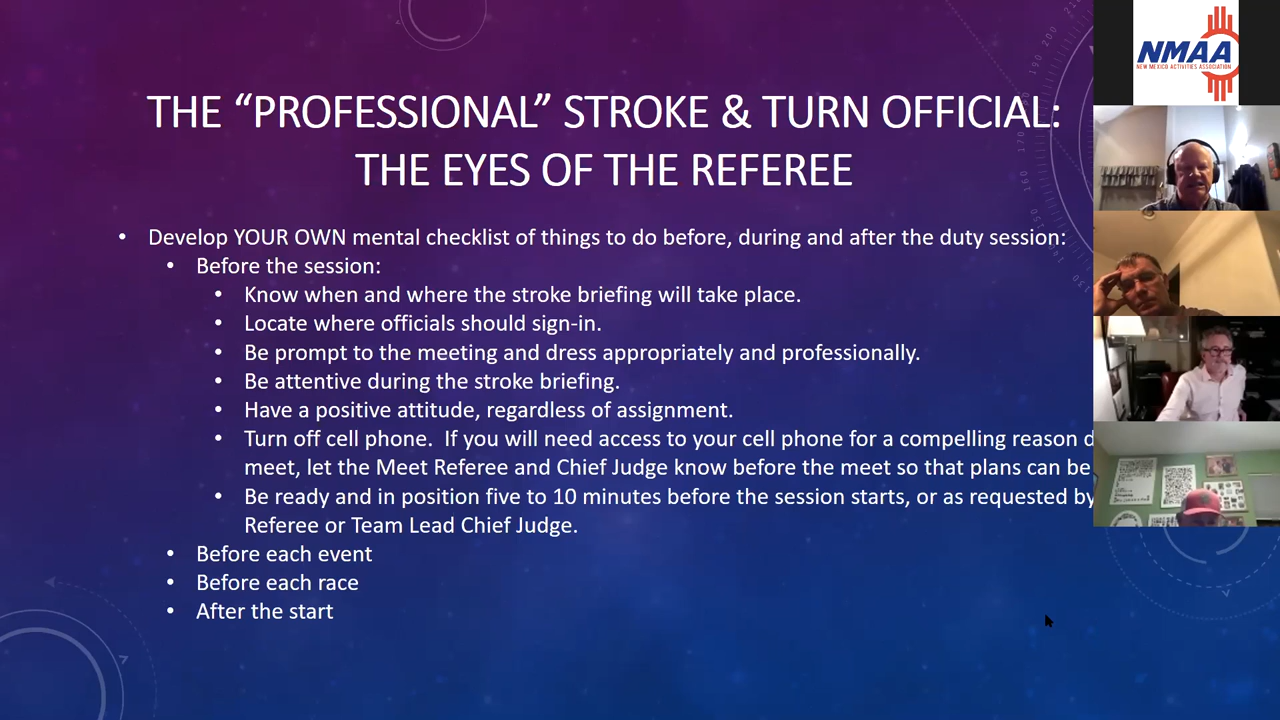 THE “PROFESSIONAL” STROKE & TURN OFFICIAL:
THE EYES OF THE REFEREE
• Develop YOUR OWN mental checklist of things to do before, during and after the duty session:
• Before the session:
• Know when and where the stroke briefing will take place.
• Locate where officials should sign-in.
• Be prompt to the meeting and dress appropriately and professionally.
• Be attentive during the stroke briefing.
• Have a positive attitude, regardless of assignment.
• Turn off cell phone.  If you will need access to your cell phone for a compelling reason
meet, let the Meet Referee and Chief Judge know before the meet so that plans can be
• Be ready and in position five to 10 minutes before the session starts, or as requested by
Referee or Team Lead Chief Judge.
• Before each event
• Before each race
• After the start
NMAA
NEW MEXICO ACTIVITIES ASSOCIATION
210
200
190
170
160
150
150